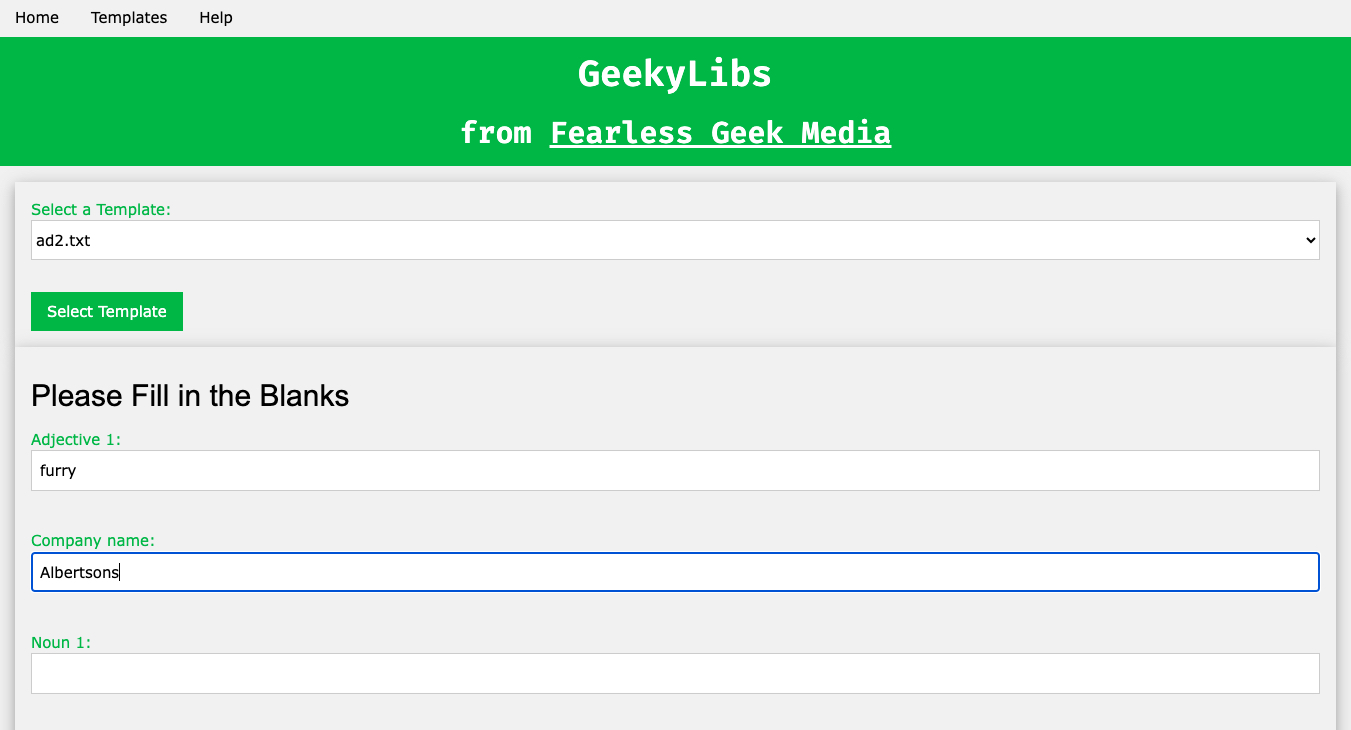 Home Templates Help
GeekyLibs
from Fearless Geek Media
Select a Template:
ad2.txt
Select Template
Please Fill in the Blanks
Adjective 1:
furry
Company name:
Albertsons
Noun 1: